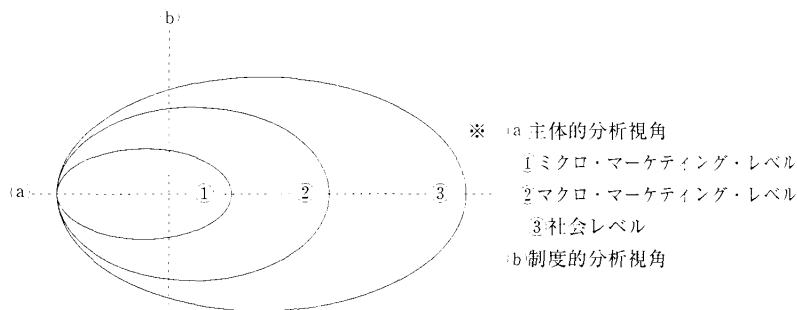 (b)
(a) ① ② ③
※ (a) 主体的分析視角
①ミクロ・マーケティング・レベル
②マクロ・マーケティング・レベル
③社会レベル
(b) 制度的分析視角